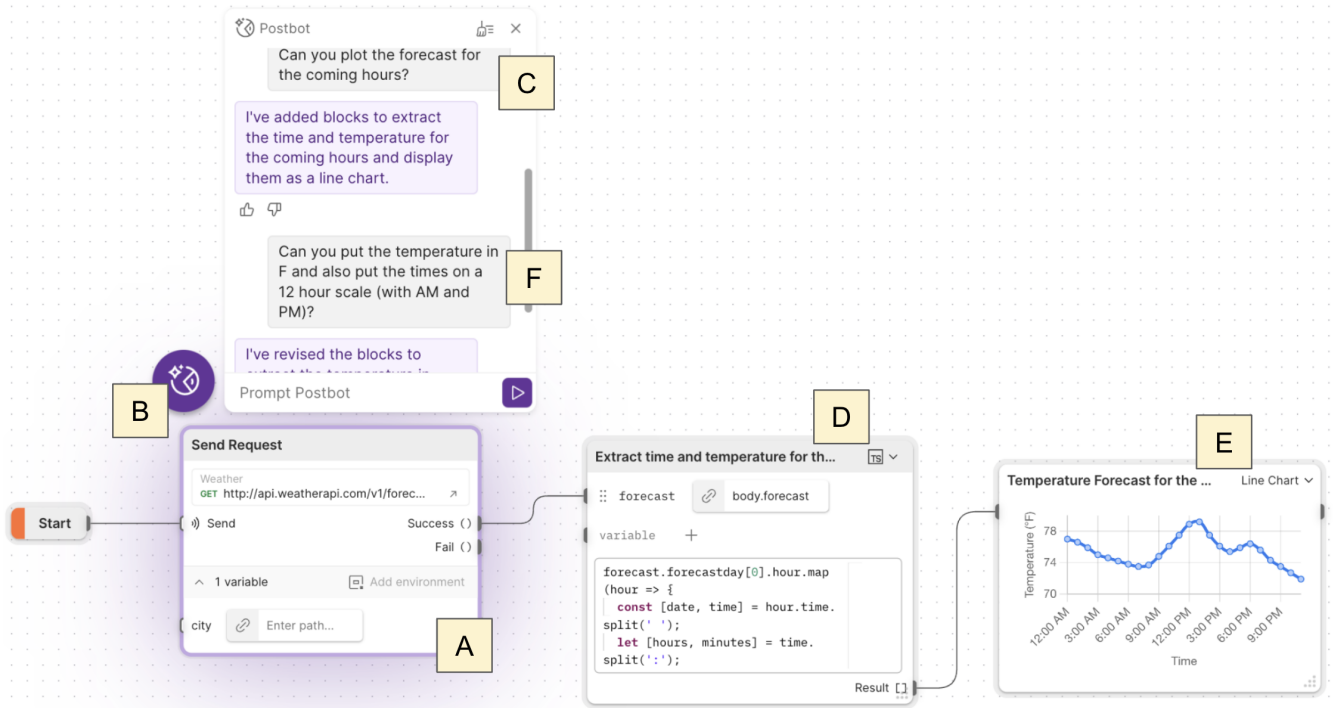 Postbot
Can you plot the forecast for
the coming hours?
C
I've added blocks to extract
the time and temperature for
the coming hours and display
them as a line chart.
Can you put the temperature in
F and also put the times on a
12 hour scale (with AM and
PM)?
F
I've revised the blocks to
extract the temperature in
Prompt Postbot
B
Start
Send Request
Weather
GET http://api.weatherapi.com/v1/forec...
Send
Success ()
Fail ()
1 variable
Add environment
city
Enter path...
A
D
Extract time and temperature for th...
TS
forecast
body.forecast
variable +
forecast.forecastday[0].hour.map
(hour => {
const [date, time] = hour.time.
split(' ');
let [hours, minutes] = time.
split(':');
Result []
E
Temperature Forecast for the ...
Line Chart
Temperature (°F)
78
74
70
12:00 AM
3:00 AM
6:00 AM
9:00 AM
12:00 PM
3:00 PM
6:00 PM
9:00 PM
Time